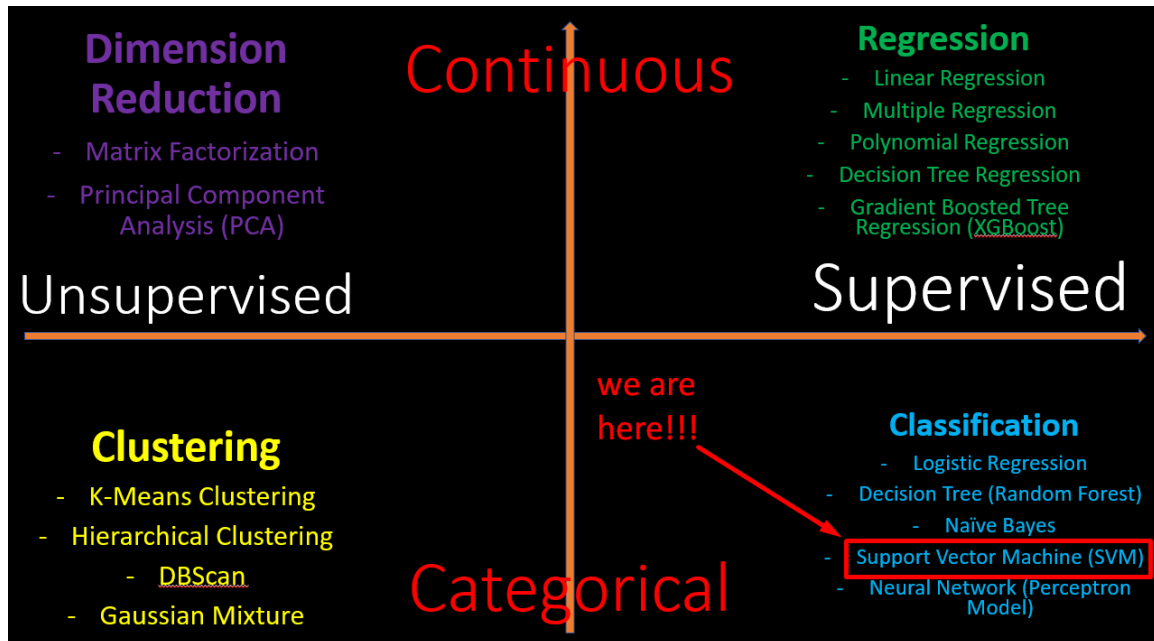 Dimension
Reduction
- Matrix Factorization
- Principal Component
Analysis (PCA)
Continuous
Regression
- Linear Regression
- Multiple Regression
- Polynomial Regression
- Decision Tree Regression
- Gradient Boosted Tree
Regression (XGBoost)
Unsupervised
Supervised
Clustering
- K-Means Clustering
- Hierarchical Clustering
- DBScan
- Gaussian Mixture
we are
here!!!
Categorical
Classification
- Logistic Regression
- Decision Tree (Random Forest)
- Naïve Bayes
- Support Vector Machine (SVM)
- Neural Network (Perceptron
Model)